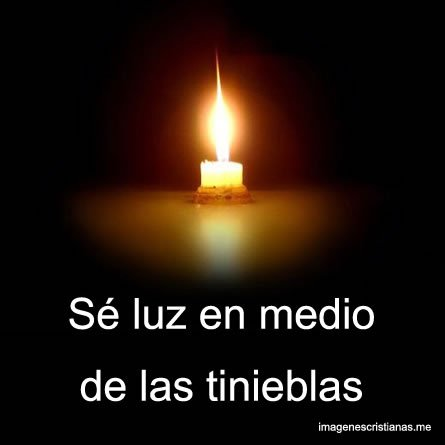 Sé luz en medio
de las tinieblas
imagenescristianas.me